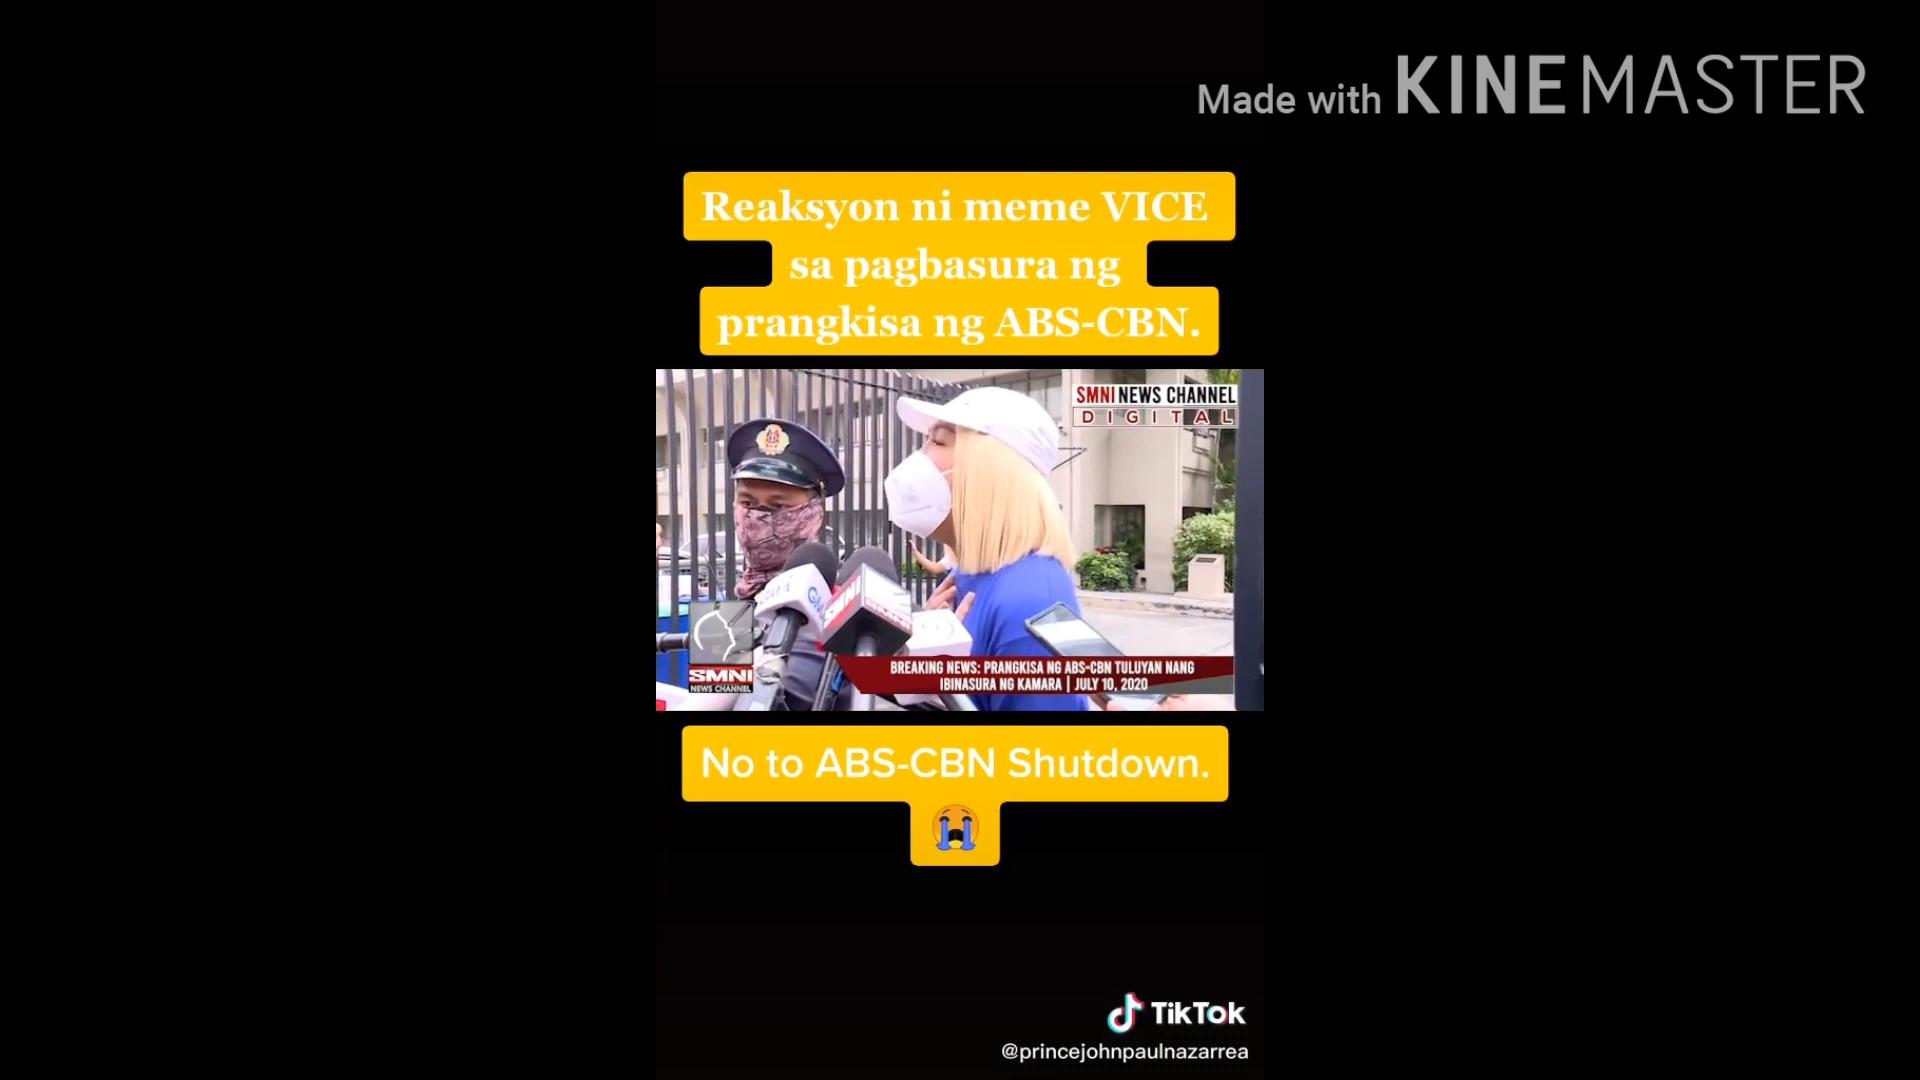 Made with KINEMASTER
Reaksyon ni meme VICE
sa pagbasura ng
prangkisa ng ABS-CBN.
SMNI NEWS CHANNEL
DIGITAL
SMNI
SMNI
SMNI
NEWS CHANNEL
BREAKING NEWS: PRANGKISA NG ABS-CBN TULUYAN NANG
IBINASURA NG KAMARA | JULY 10, 2020
No to ABS-CBN Shutdown.
😭
TikTok
@princejohnpaulnazarrea